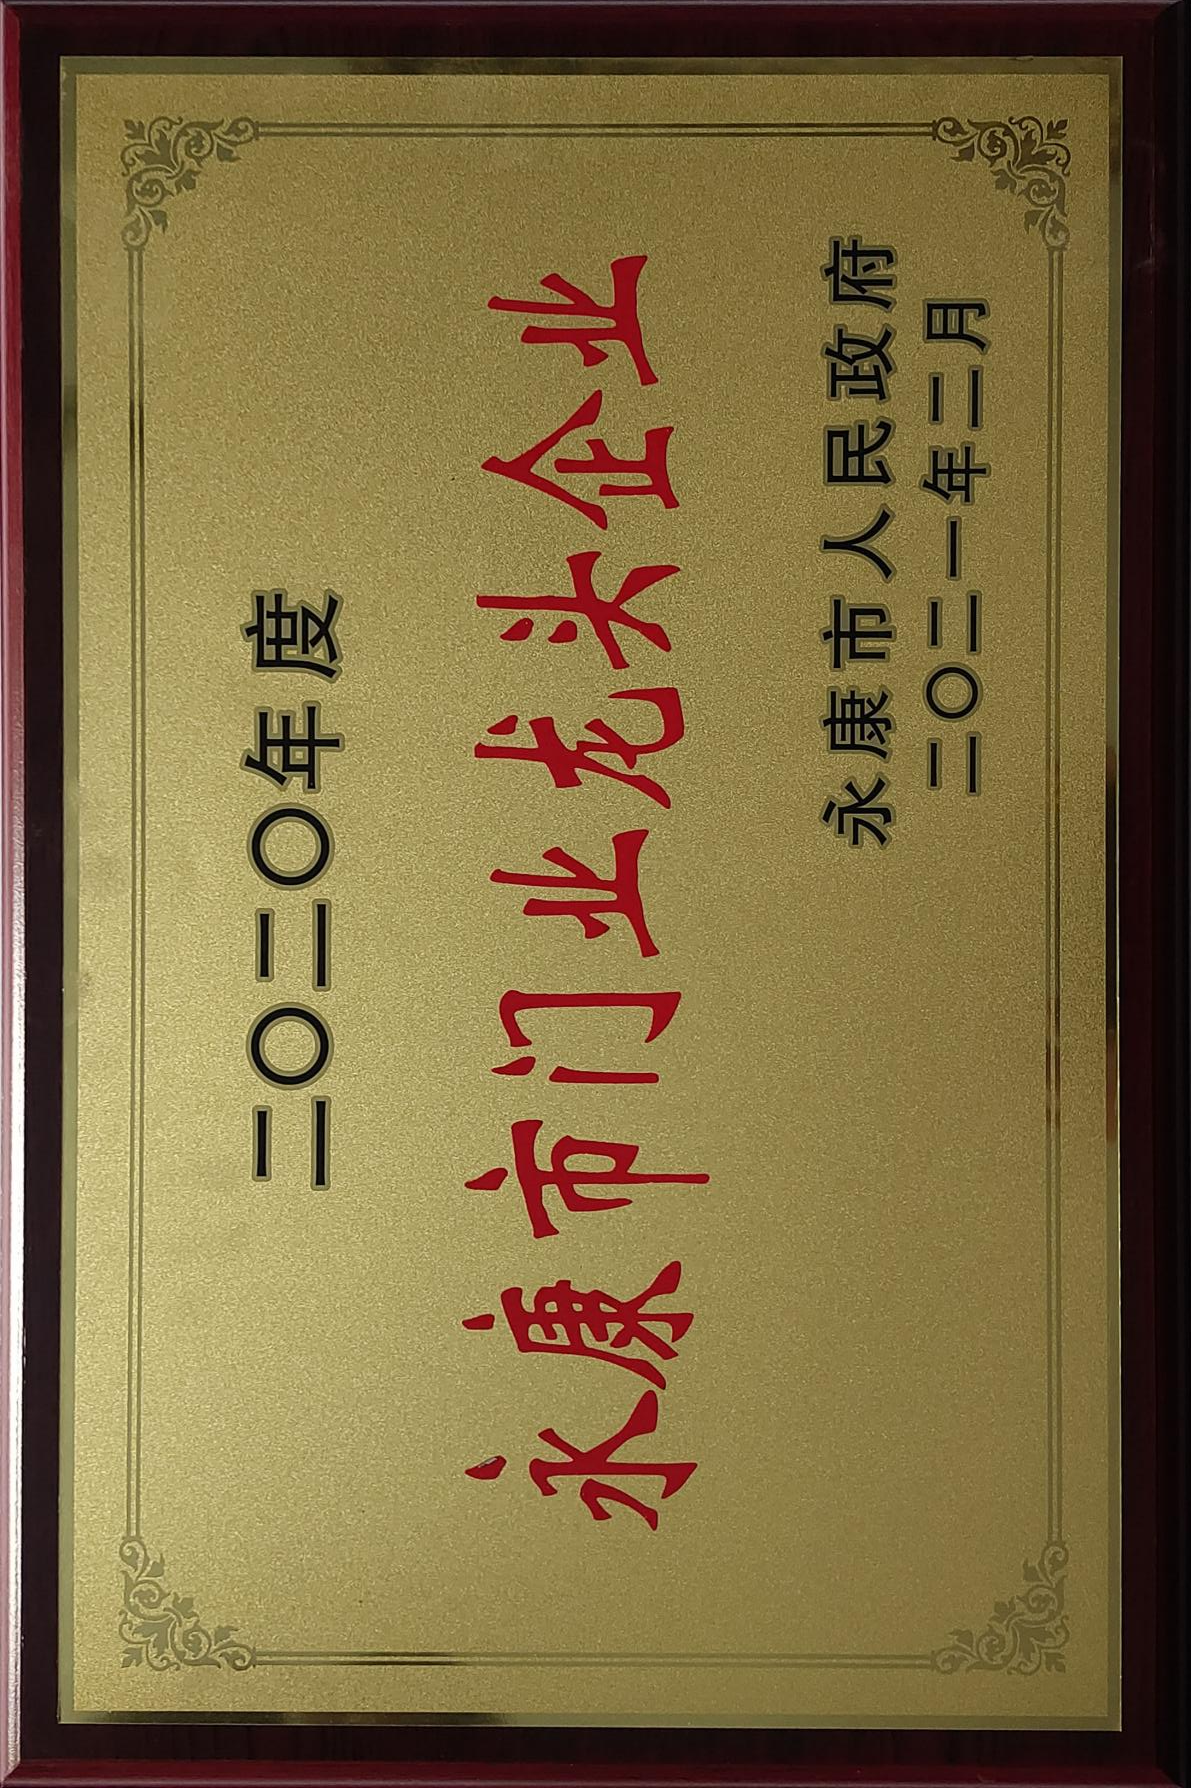 二〇二〇年度
永康市门业龙头企业
永康市人民政府
二〇二一年二月